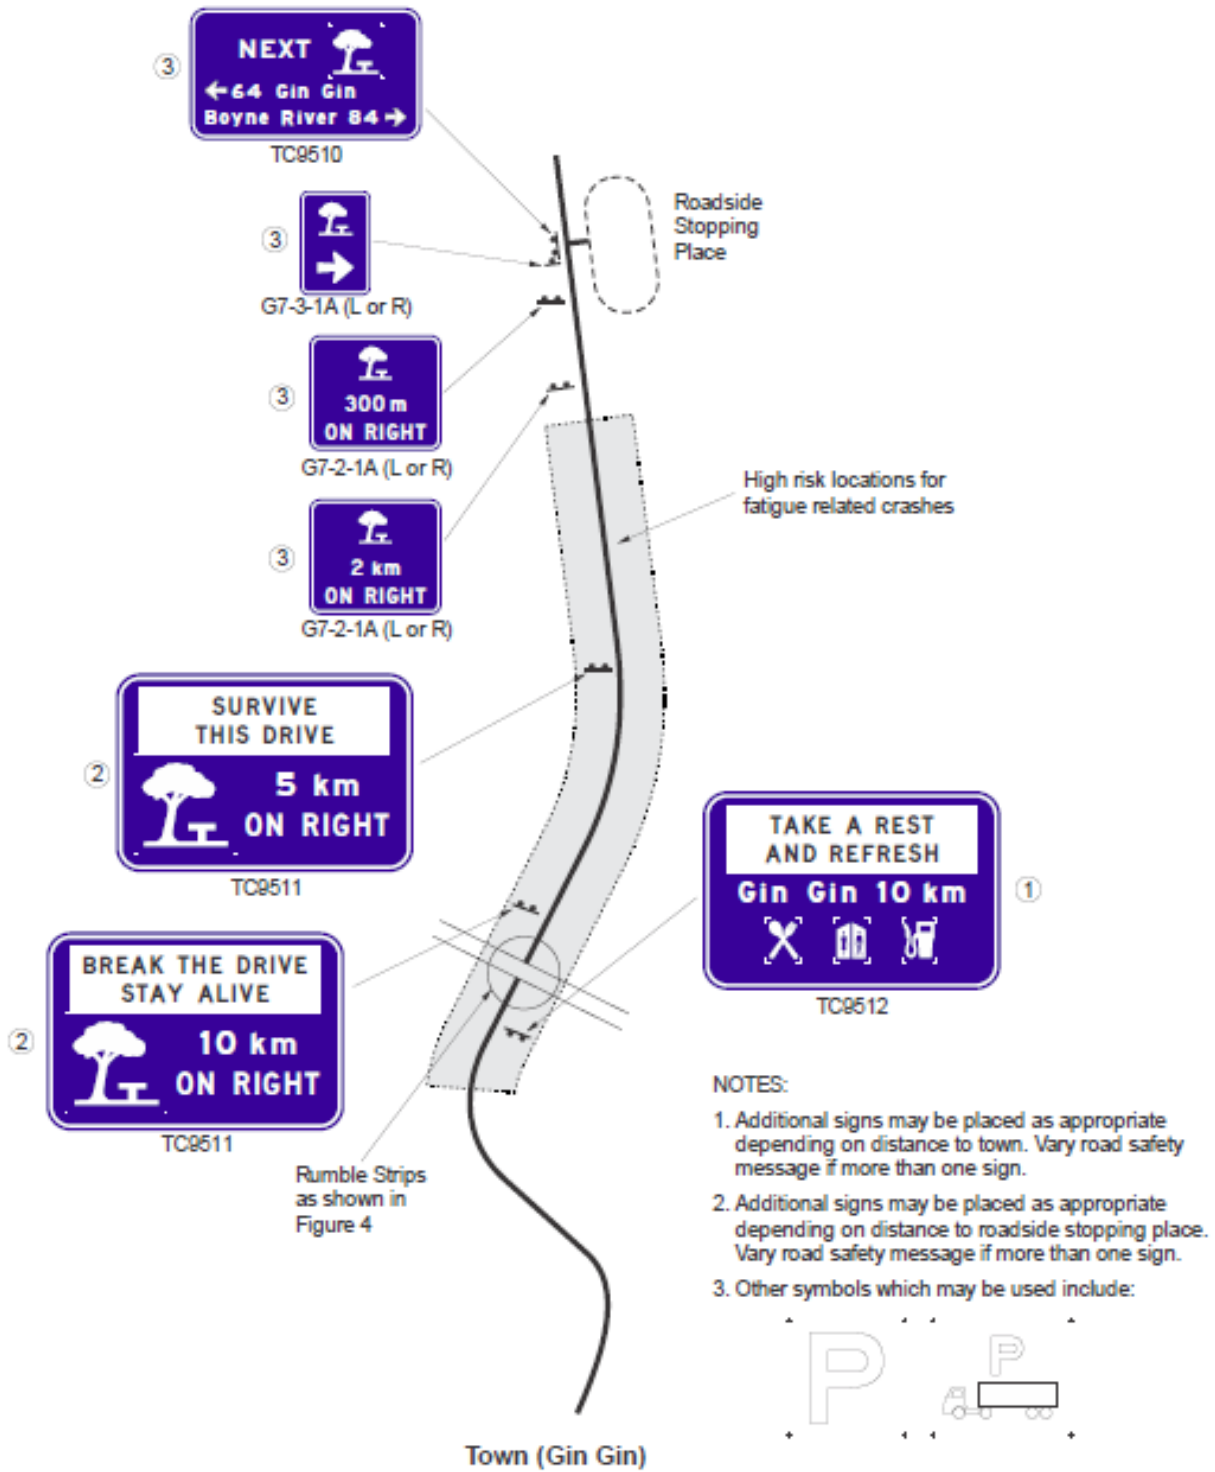 NEXT
←64 Gin Gin
Boyne River 84→
3
TC9510
3
G7-3-1A (L or R)
Roadside
Stopping
Place
300 m
ON RIGHT
3
G7-2-1A (L or R)
2 km
ON RIGHT
3
G7-2-1A (L or R)
High risk locations for
fatigue related crashes
SURVIVE
THIS DRIVE
5 km
ON RIGHT
2
TC9511
TAKE A REST
AND REFRESH
Gin Gin 10 km
1
TC9512
BREAK THE DRIVE
STAY ALIVE
10 km
ON RIGHT
2
TC9511
Rumble Strips
as shown in
Figure 4
NOTES:
1. Additional signs may be placed as appropriate
depending on distance to town. Vary road safety
message if more than one sign.
2. Additional signs may be placed as appropriate
depending on distance to roadside stopping place.
Vary road safety message if more than one sign.
3. Other symbols which may be used include:
P
P
Town (Gin Gin)